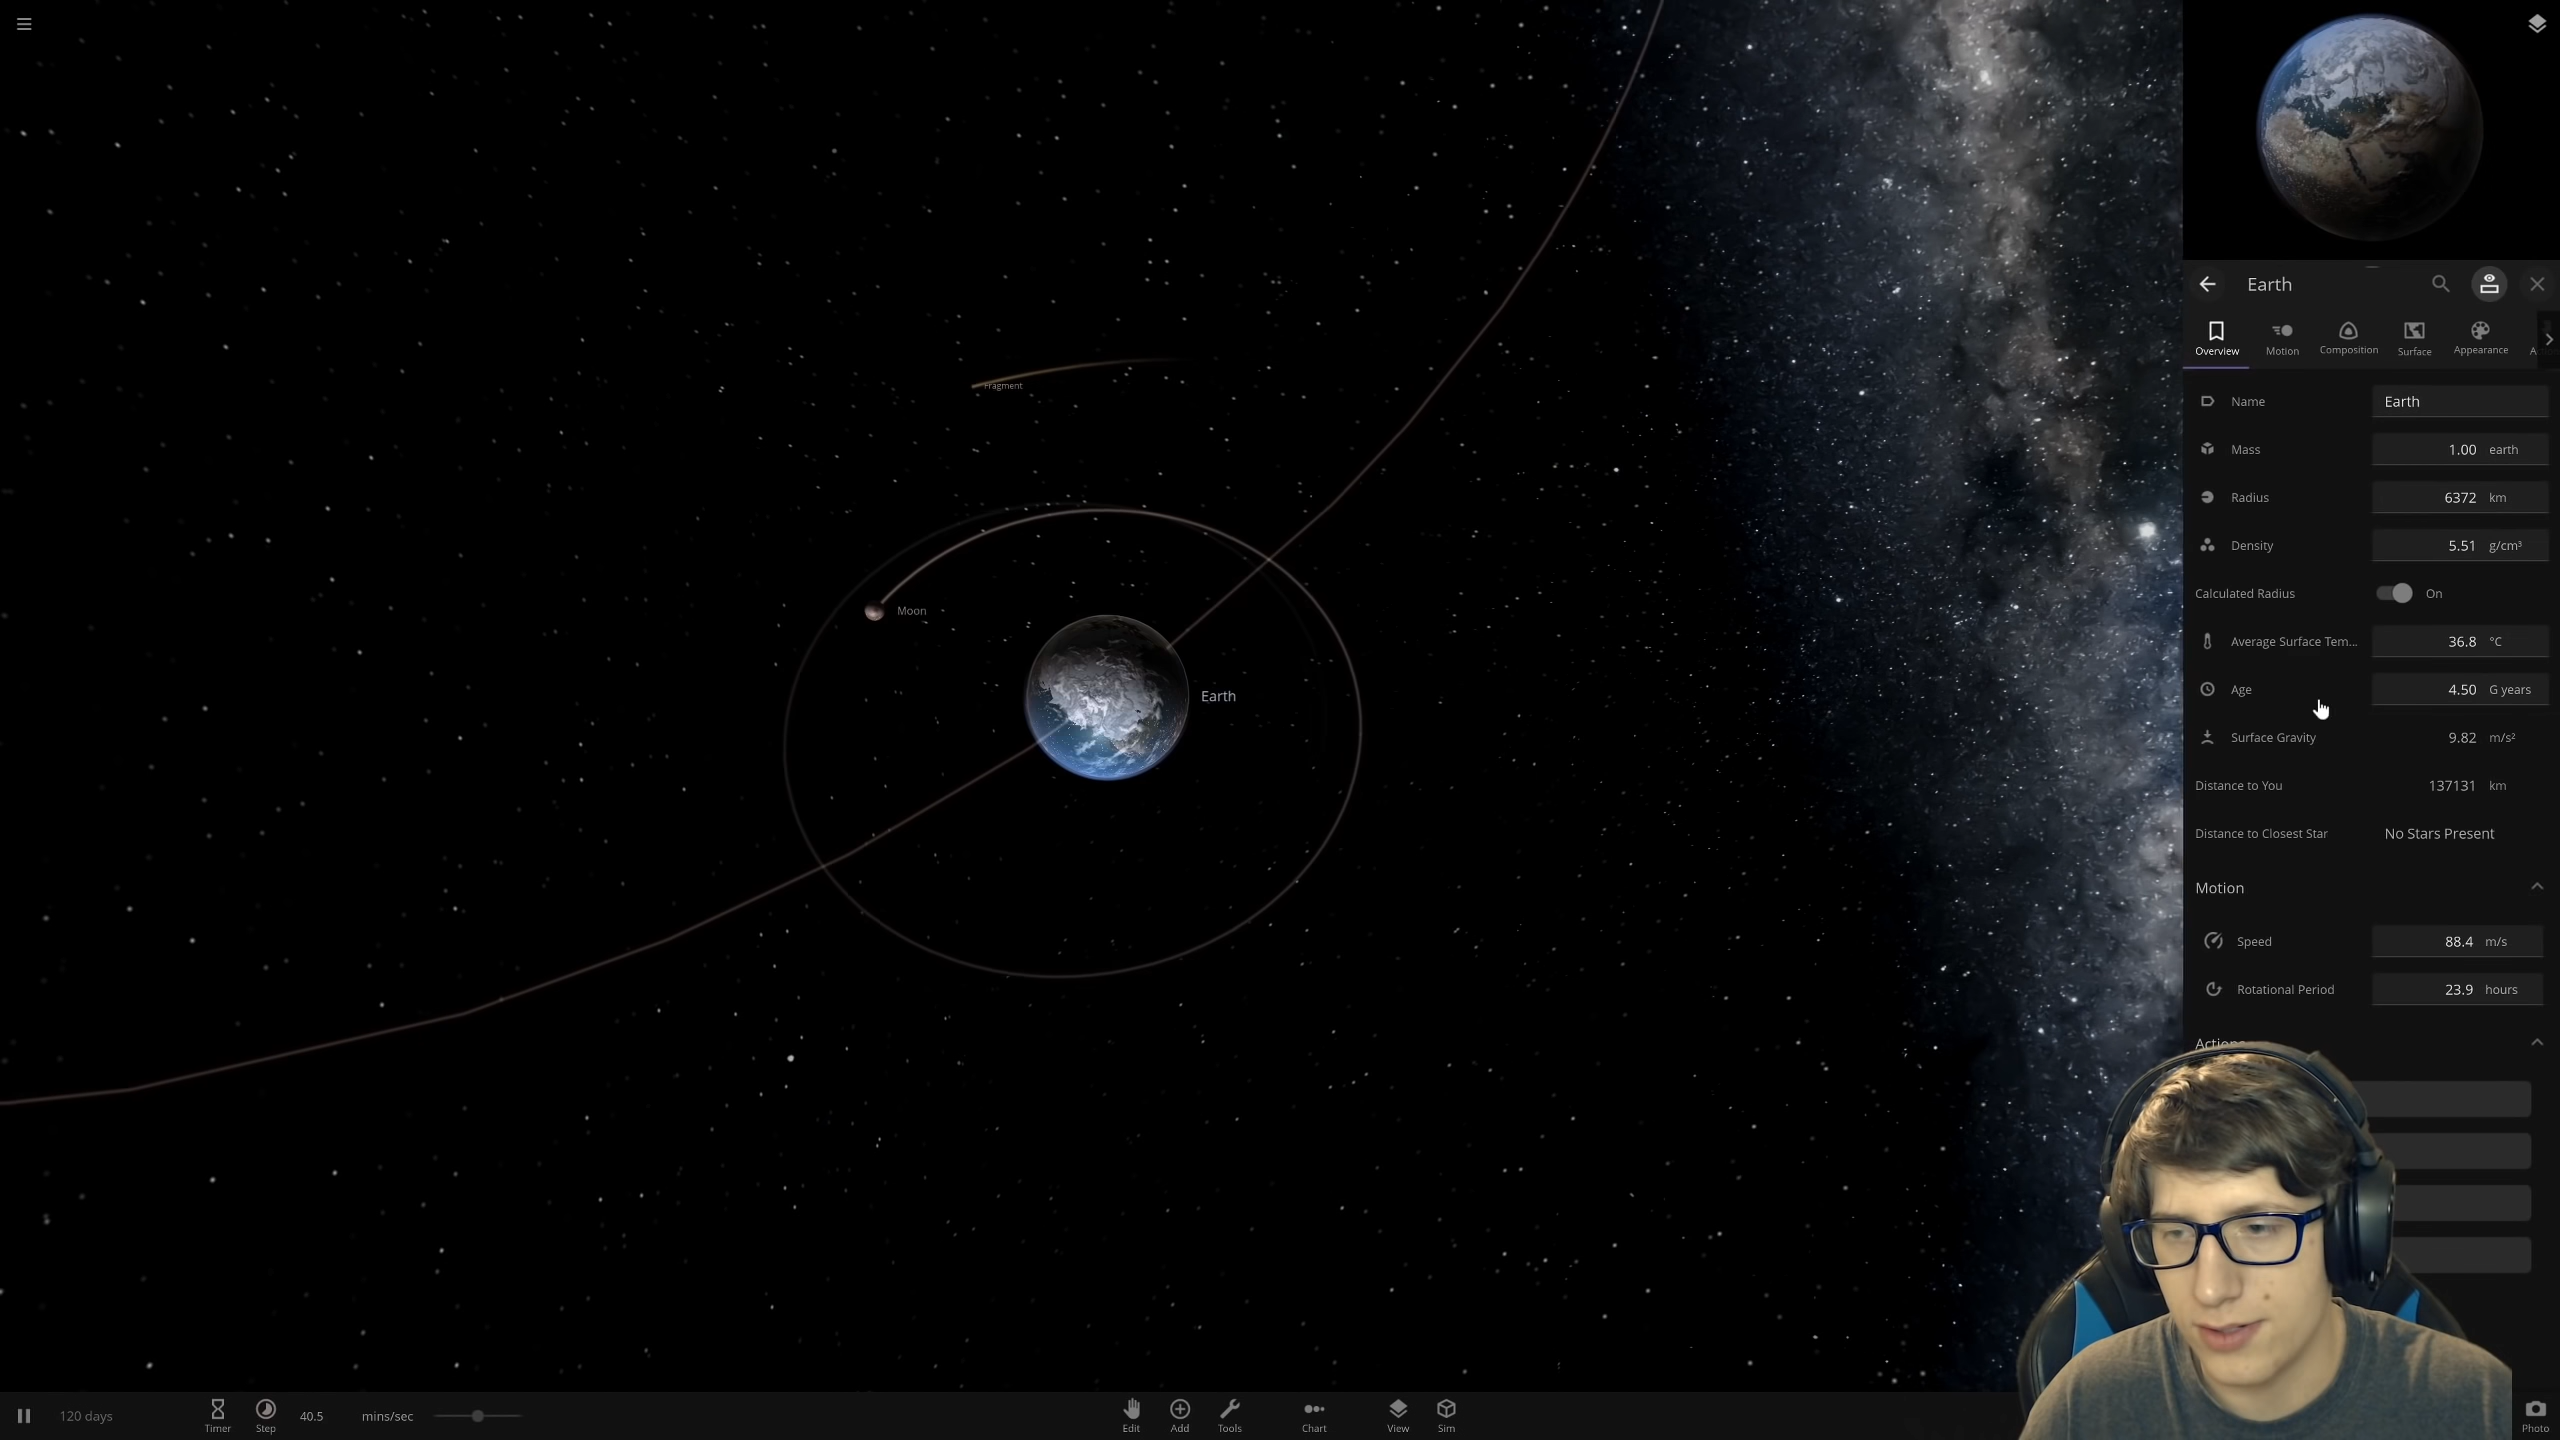 Earth
Overview
Motion
Composition
Surface
Appearance
Name Earth
Mass 1.00 earth
Radius 6372 km
Density 5.51 g/cm³
Calculated Radius On
Average Surface Tem... 36.8 °C
Age 4.50 G years
Surface Gravity 9.82 m/s²
Distance to You 137131 km
Distance to Closest Star No Stars Present
Motion
Speed 88.4 m/s
Rotational Period 23.9 hours
Fragment
Moon
Earth
120 days
Timer
Step
40.5 mins/sec
Edit
Add
Tools
Chart
View
Sim
Photo